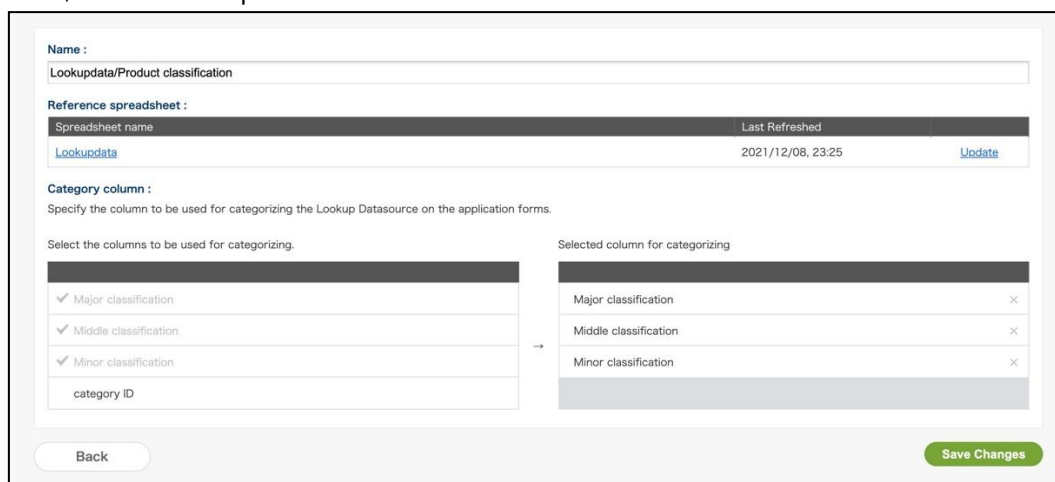 Name :
Lookupdata/Product classification
Reference spreadsheet :
Spreadsheet name Last Refreshed
Lookupdata 2021/12/08, 23:25 Update
Category column :
Specify the column to be used for categorizing the Lookup Datasource on the application forms.
Select the columns to be used for categorizing. Selected column for categorizing
✓ Major classification Major classification ×
✓ Middle classification Middle classification ×
→
✓ Minor classification Minor classification ×
category ID
Back Save Changes